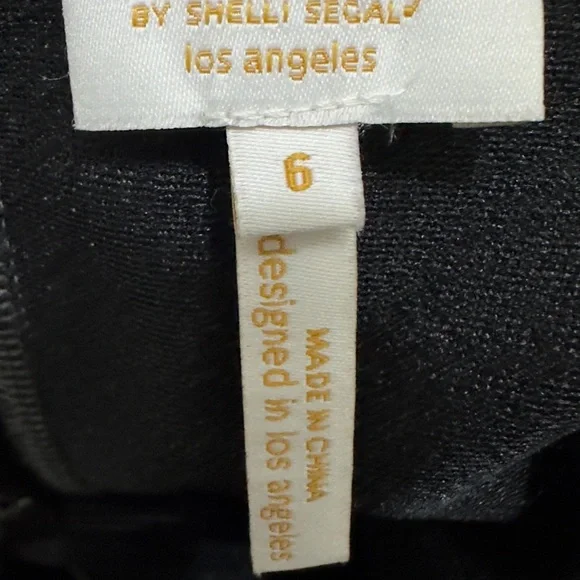 BY SHELLI SEGAL
los angeles
6
MADE IN CHINA
designed in los angeles